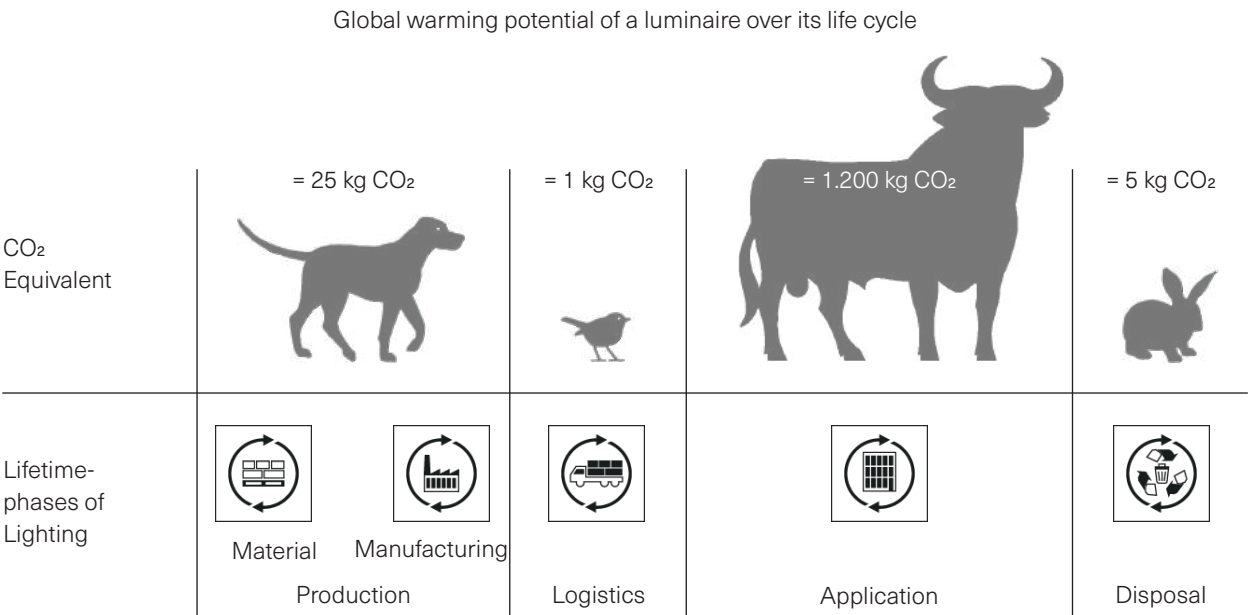 Global warming potential of a luminaire over its life cycle
= 25 kg CO₂
= 1 kg CO₂
= 1.200 kg CO₂
= 5 kg CO₂
CO₂
Equivalent
Lifetime-
phases of
Lighting
Material
Manufacturing
Production
Logistics
Application
Disposal